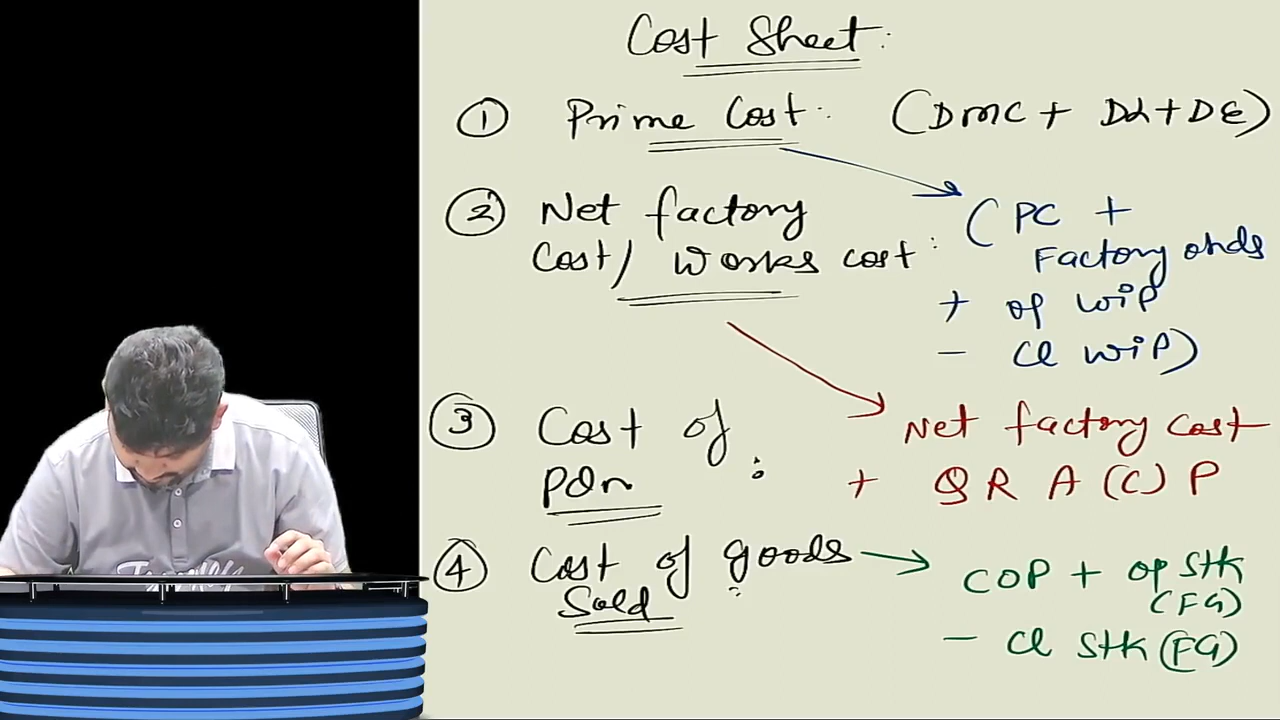 Cost Sheet:
① Prime Cost: (DMC + DL + DE)
② Net factory
Cost/ Works cost:
(PC +
Factory ohds
+ op WIP
- Cl WIP)
③ Cost of
PDn :
Net factory Cost
+ Q R A (C) P
④ Cost of goods
Sold :
COP + Op Stk
(FG)
- Cl Stk (FG)